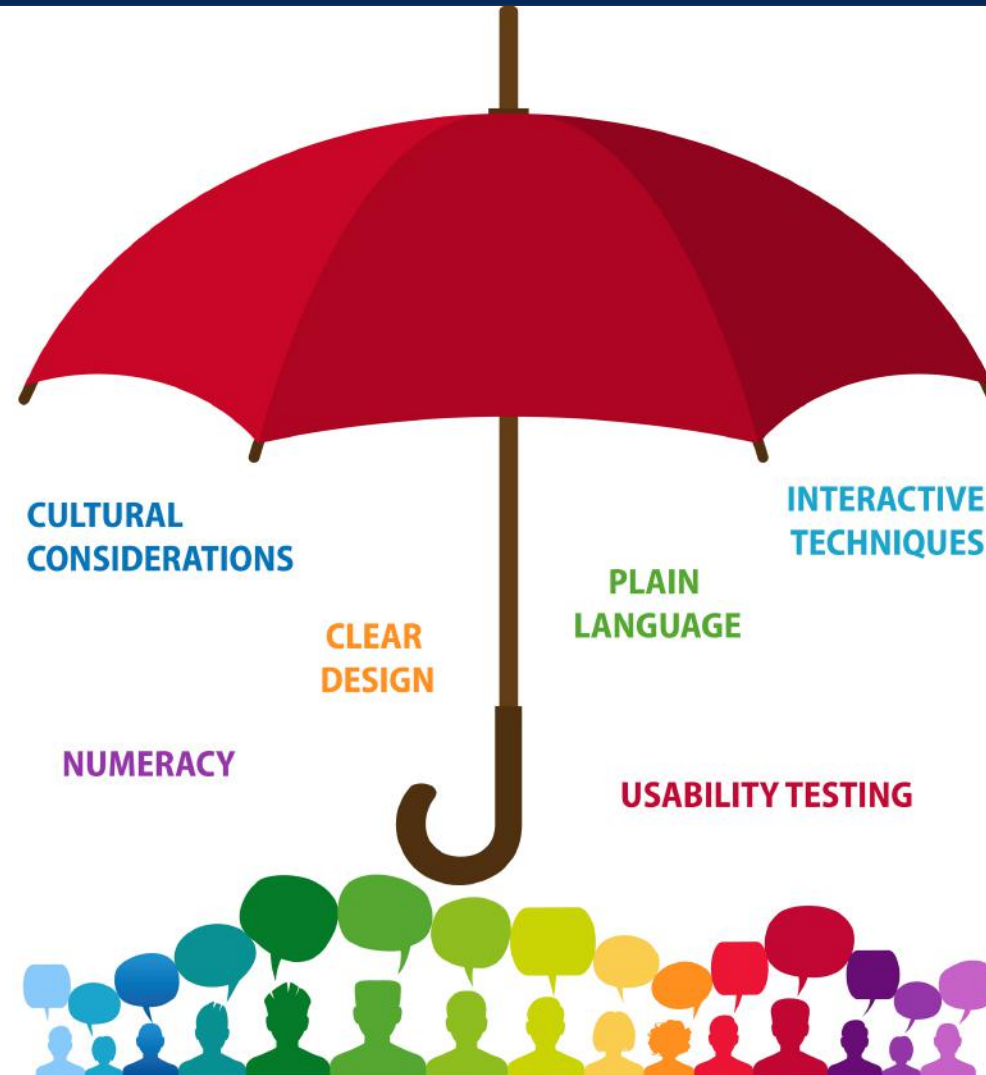 CULTURAL
CONSIDERATIONS
INTERACTIVE
TECHNIQUES
PLAIN
LANGUAGE
CLEAR
DESIGN
NUMERACY
USABILITY TESTING